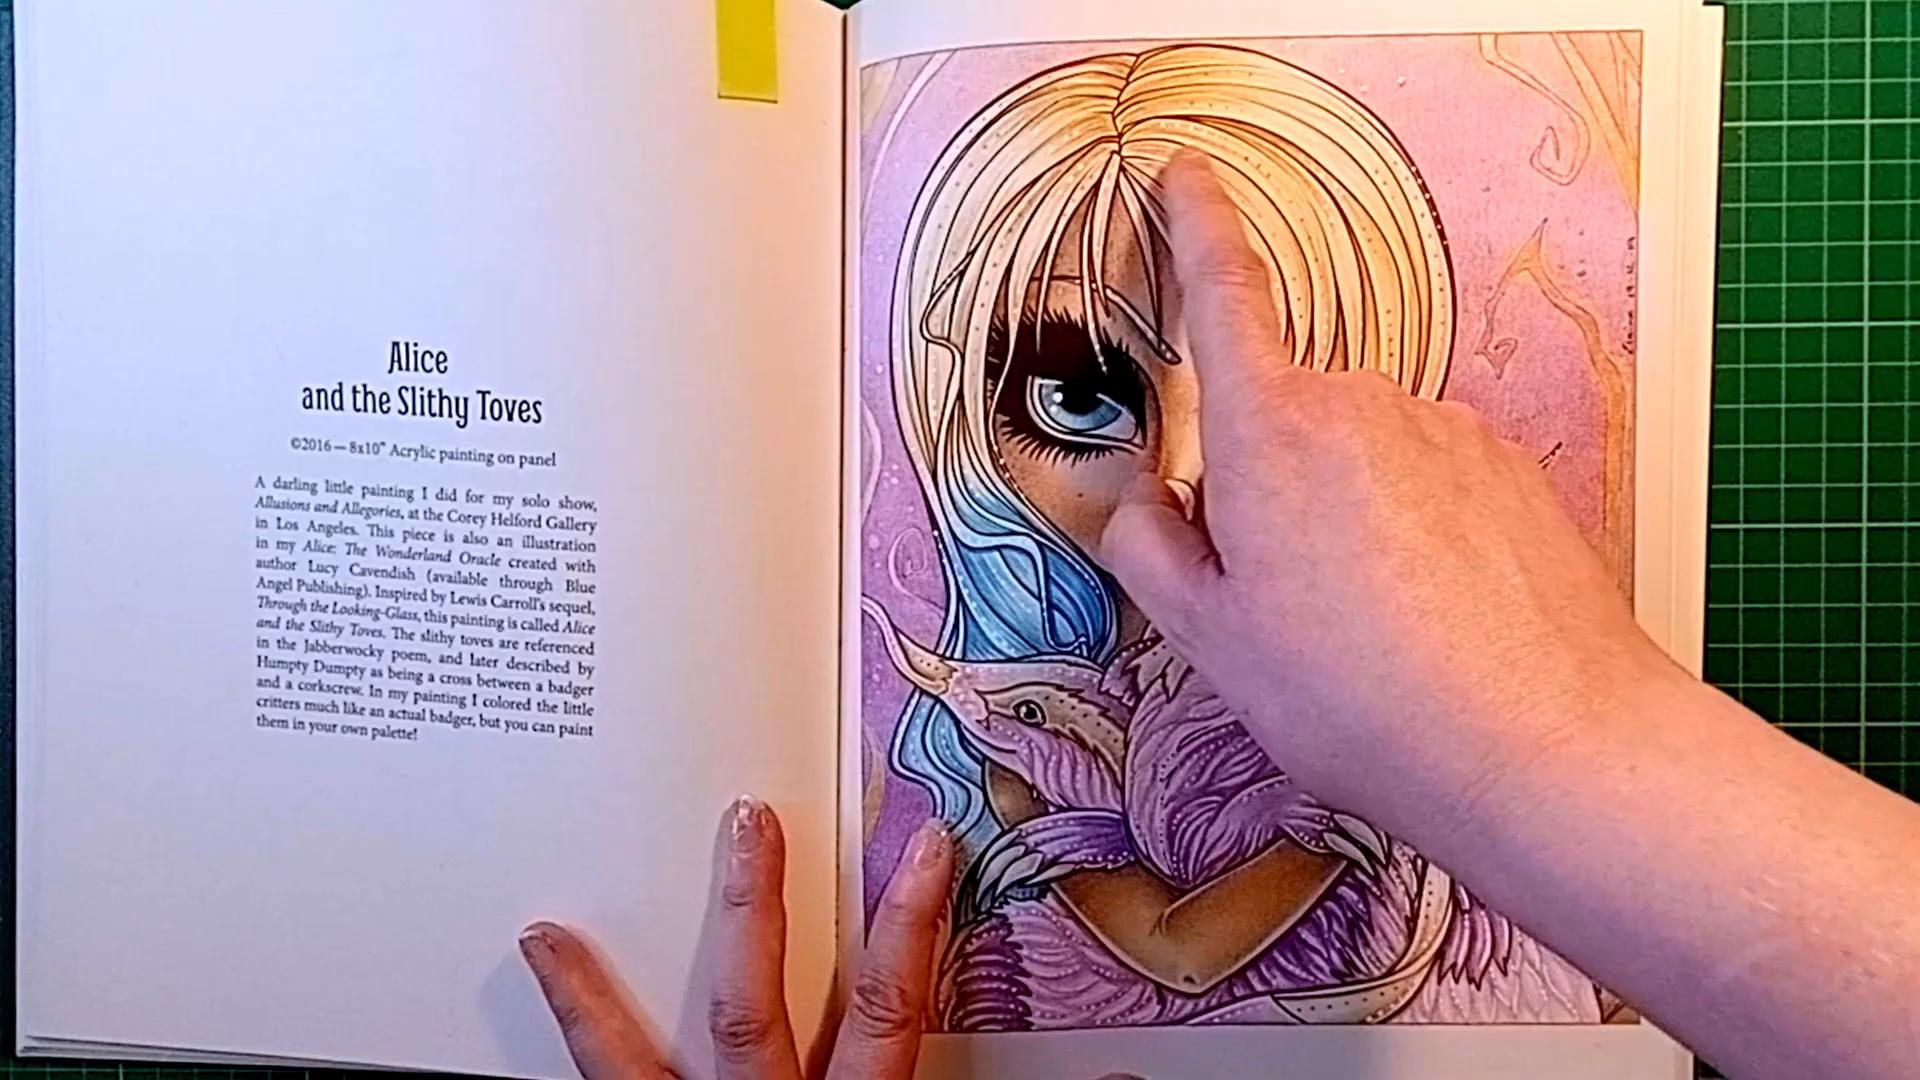 Alice
and the Slithy Toves
©2016 — 8x10" Acrylic painting on panel
A darling little painting I did for my solo show,
Allusions and Allegories, at the Corey Helford Gallery
in Los Angeles. This piece is also an illustration
in my Alice: The Wonderland Oracle created with
author Lucy Cavendish (available through Blue
Angel Publishing). Inspired by Lewis Carroll's sequel,
Through the Looking-Glass, this painting is called Alice
and the Slithy Toves. The slithy toves are referenced
in the Jabberwocky poem, and later described by
Humpty Dumpty as being a cross between a badger
and a corkscrew. In my painting I colored the little
critters much like an actual badger, but you can paint
them in your own palette!